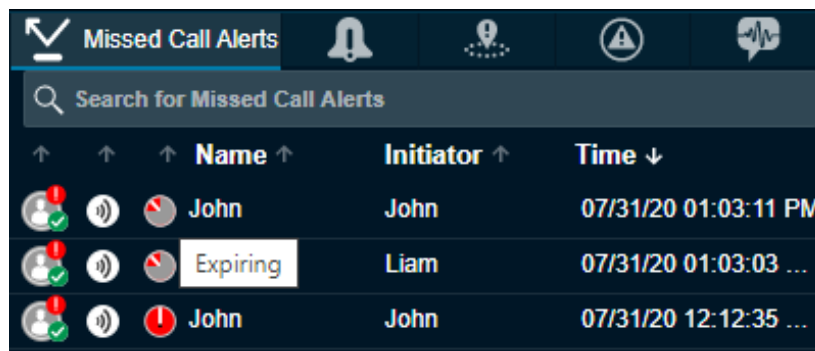 Missed Call Alerts
Search for Missed Call Alerts
Name Initiator Time
John John 07/31/20 01:03:11 PM
Expiring Liam 07/31/20 01:03:03 ...
John John 07/31/20 12:12:35 ...